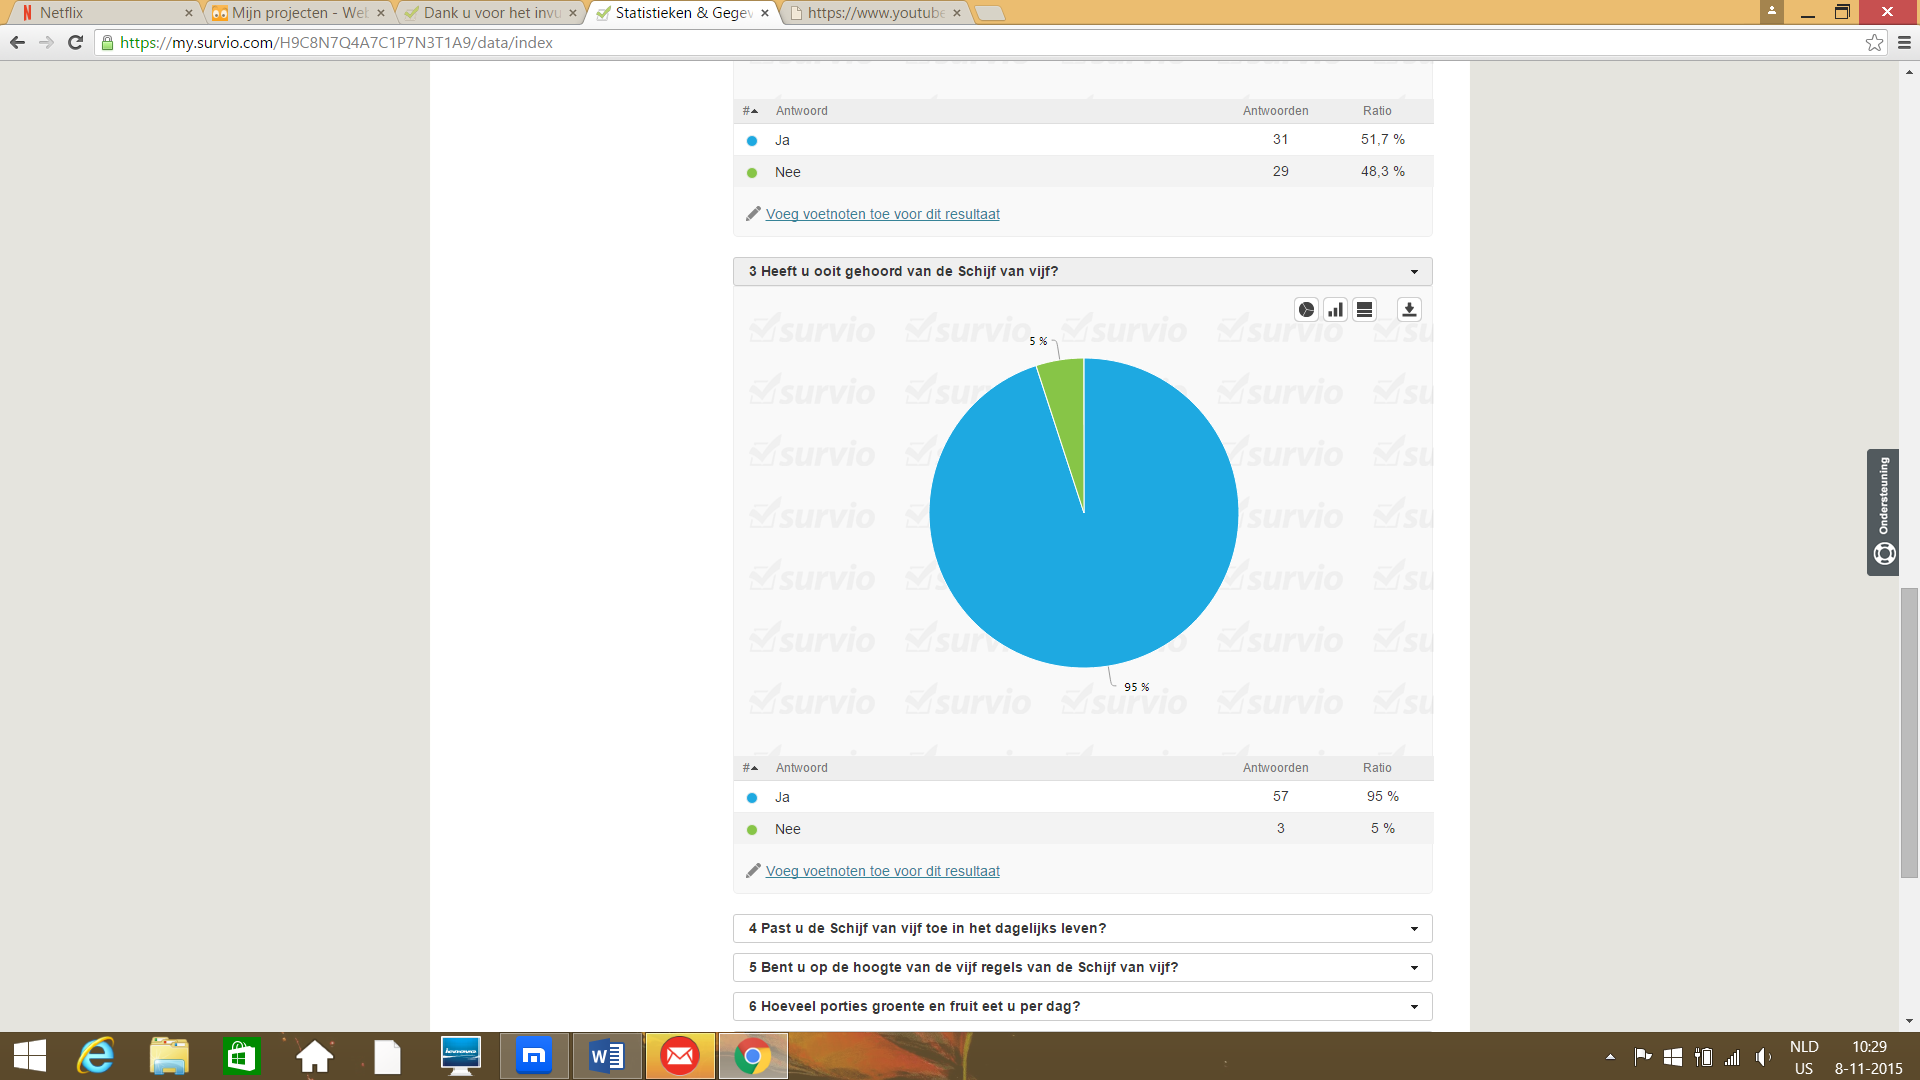 Netflix
Mijn projecten - Web
Dank u voor het invu
Statistieken & Gegev
https://www.youtube
https://my.survio.com/H9C8N7Q4A7C1P7N3T1A9/data/index
# Antwoord Antwoorden Ratio
Ja 31 51,7 %
Nee 29 48,3 %
Voeg voetnoten toe voor dit resultaat
3 Heeft u ooit gehoord van de Schijf van vijf?
survio
5 %
95 %
Ondersteuning
# Antwoord Antwoorden Ratio
Ja 57 95 %
Nee 3 5 %
Voeg voetnoten toe voor dit resultaat
4 Past u de Schijf van vijf toe in het dagelijks leven?
5 Bent u op de hoogte van de vijf regels van de Schijf van vijf?
6 Hoeveel porties groente en fruit eet u per dag?
NLD 10:29
US 8-11-2015